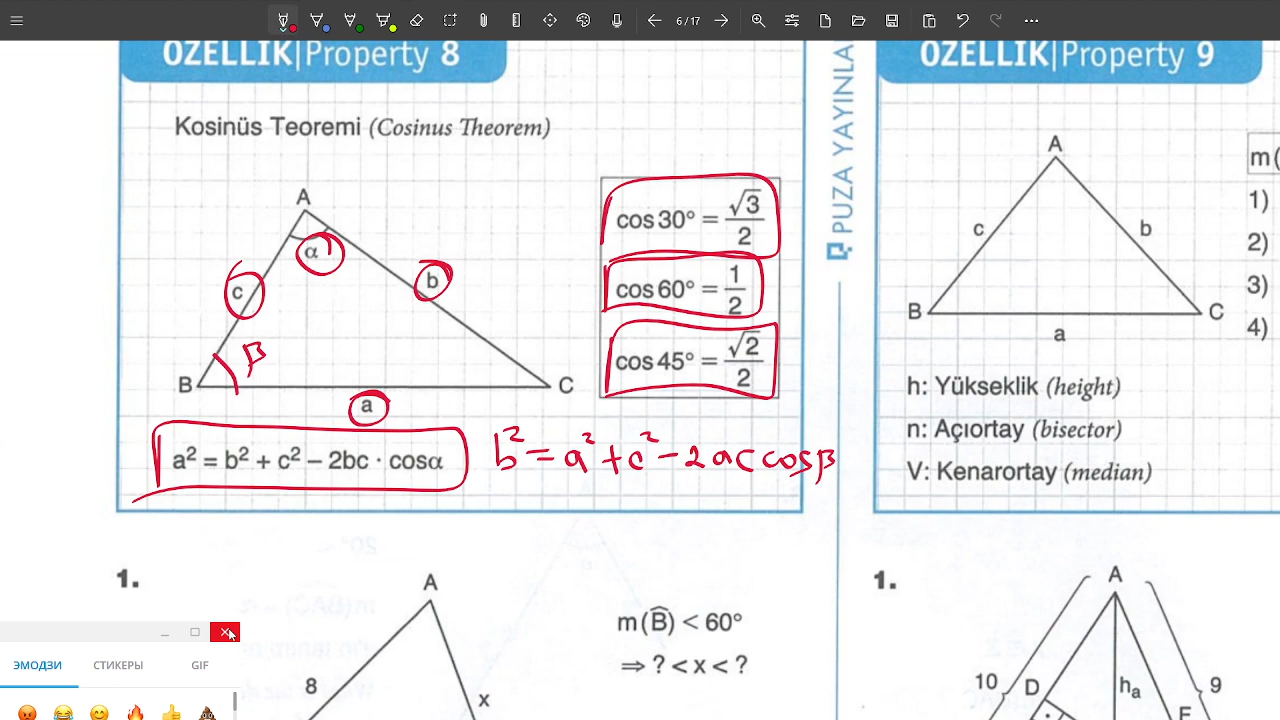 6 / 17
ÖZELLİK|Property 8
Kosinüs Teoremi (Cosinus Theorem)
A
α
c
b
β
B
C
a
cos 30° = √3/2
cos 60° = 1/2
cos 45° = √2/2
a² = b² + c² – 2bc · cosα
b² = a² + c² - 2ac cosβ
1.
A
8
x
m(B̂) < 60°
⇒ ? < x < ?
PUZA YAYINLA
ÖZELLİK|Property 9
A
c
b
B
C
a
m(
1)
2)
3)
4)
h: Yükseklik (height)
n: Açıortay (bisector)
V: Kenarortay (median)
1.
A
10
D
hₐ
9
ЭМОДЗИ
СТИКЕРЫ
GIF